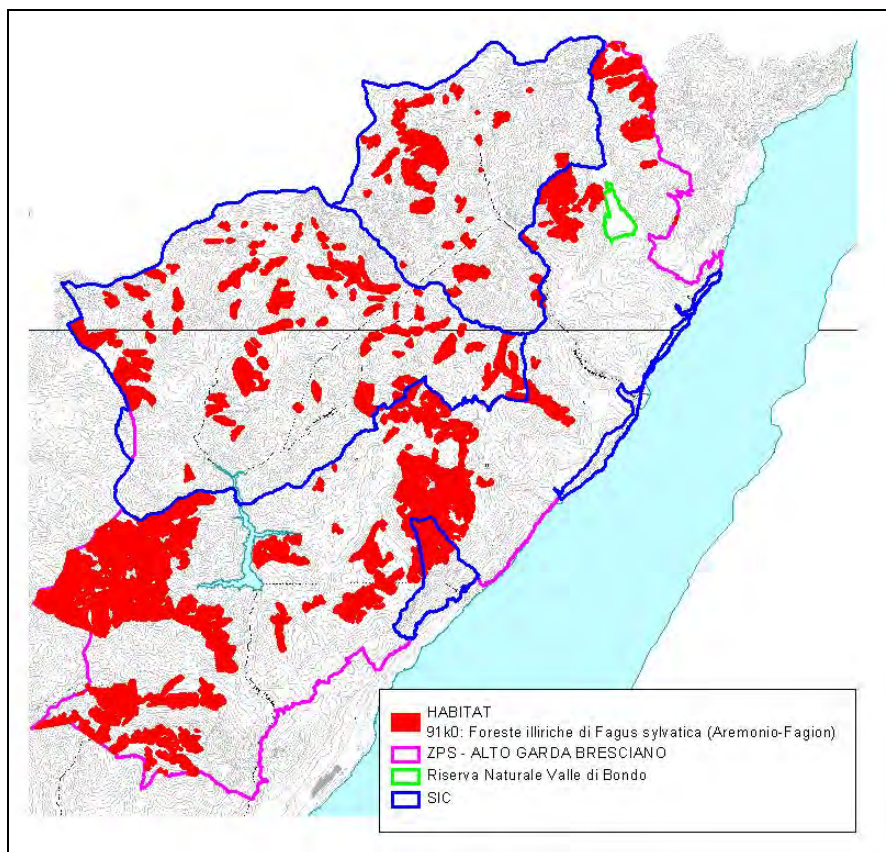 HABITAT
91k0: Foreste illiriche di Fagus sylvatica (Aremonio-Fagion)
ZPS - ALTO GARDA BRESCIANO
Riserva Naturale Valle di Bondo
SIC